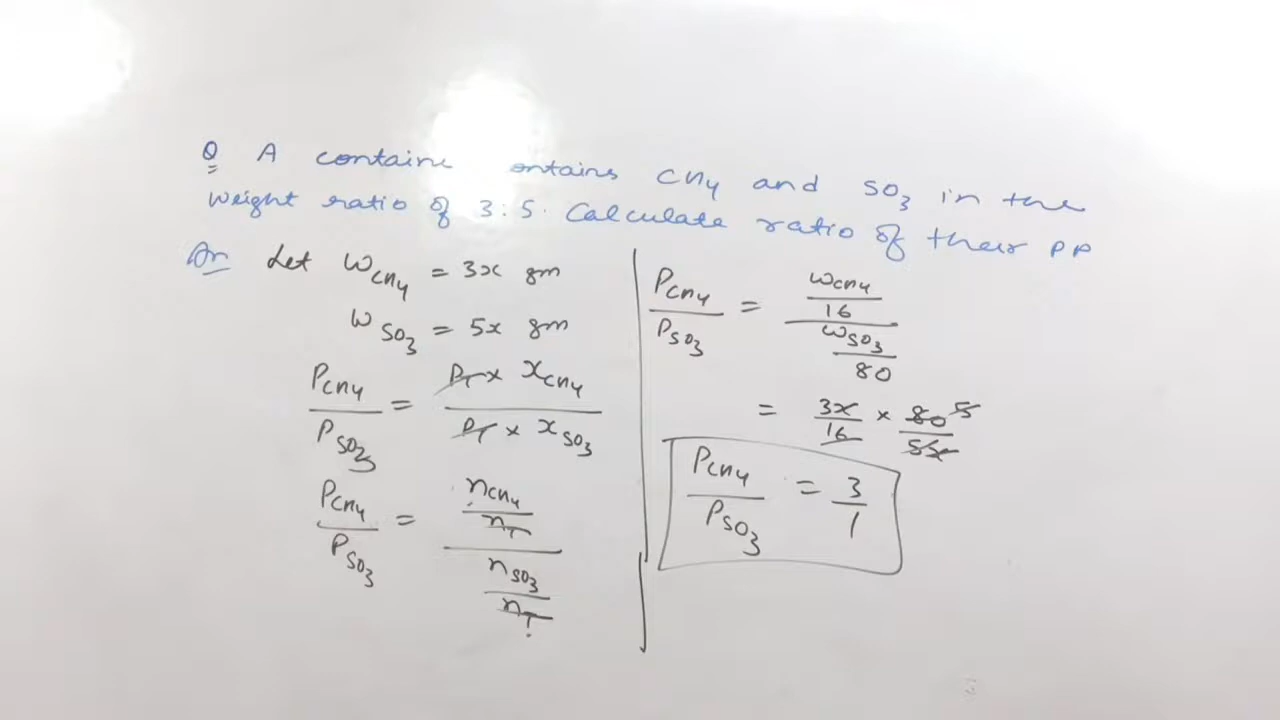 Q A containe ontains CH4 and SO3 in the
weight ratio of 3:5. Calculate ratio of their PP
An Let WCH4 = 3x gm
WSO3 = 5x gm
PCH4 / PSO3 = PT × xCH4 / PT × xSO3
PCH4 / PSO3 = nCH4 / nT / nSO3 / nT
PCH4 / PSO3 = WCH4 / 16 / WSO3 / 80
= 3x / 16 × 80 5 / 5x
PCH4 / PSO3 = 3 / 1